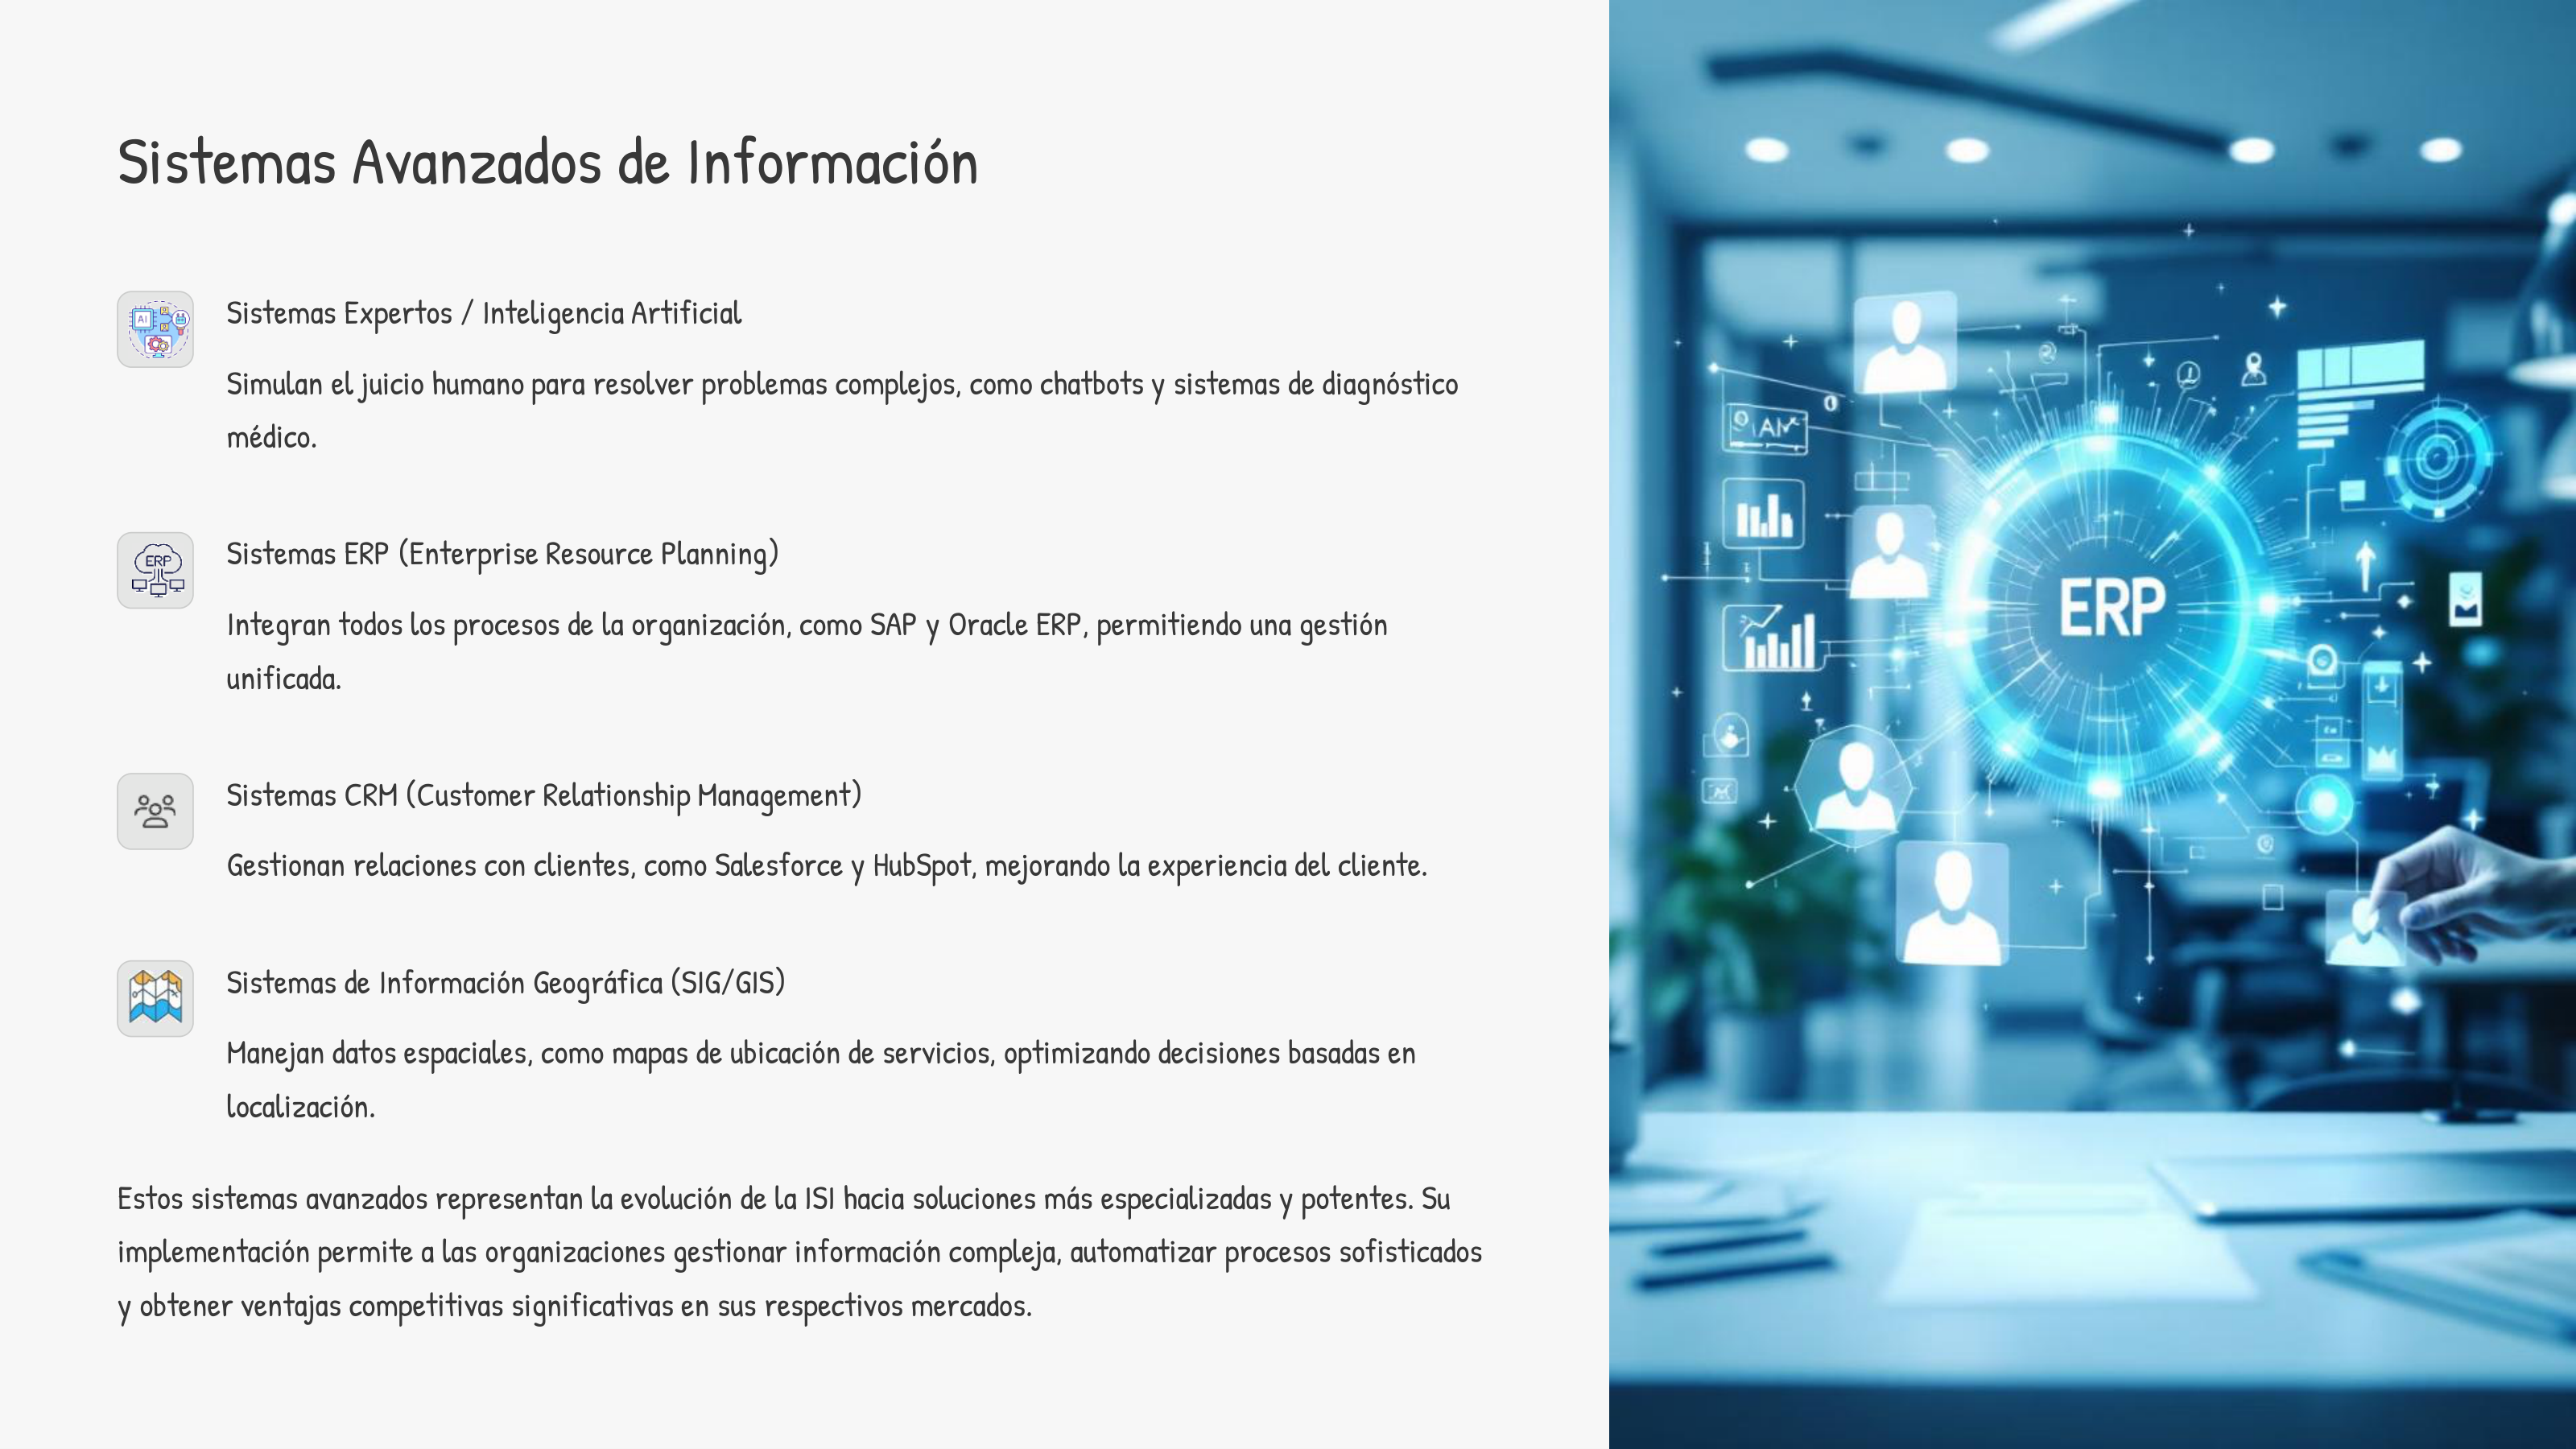 Sistemas Avanzados de Información
AI
Sistemas Expertos / Inteligencia Artificial
Simulan el juicio humano para resolver problemas complejos, como chatbots y sistemas de diagnóstico
médico.
ERP
Sistemas ERP (Enterprise Resource Planning)
Integran todos los procesos de la organización, como SAP y Oracle ERP, permitiendo una gestión
unificada.
Sistemas CRM (Customer Relationship Management)
Gestionan relaciones con clientes, como Salesforce y HubSpot, mejorando la experiencia del cliente.
Sistemas de Información Geográfica (SIG/GIS)
Manejan datos espaciales, como mapas de ubicación de servicios, optimizando decisiones basadas en
localización.
Estos sistemas avanzados representan la evolución de la ISI hacia soluciones más especializadas y potentes. Su
implementación permite a las organizaciones gestionar información compleja, automatizar procesos sofisticados
y obtener ventajas competitivas significativas en sus respectivos mercados.
ERP